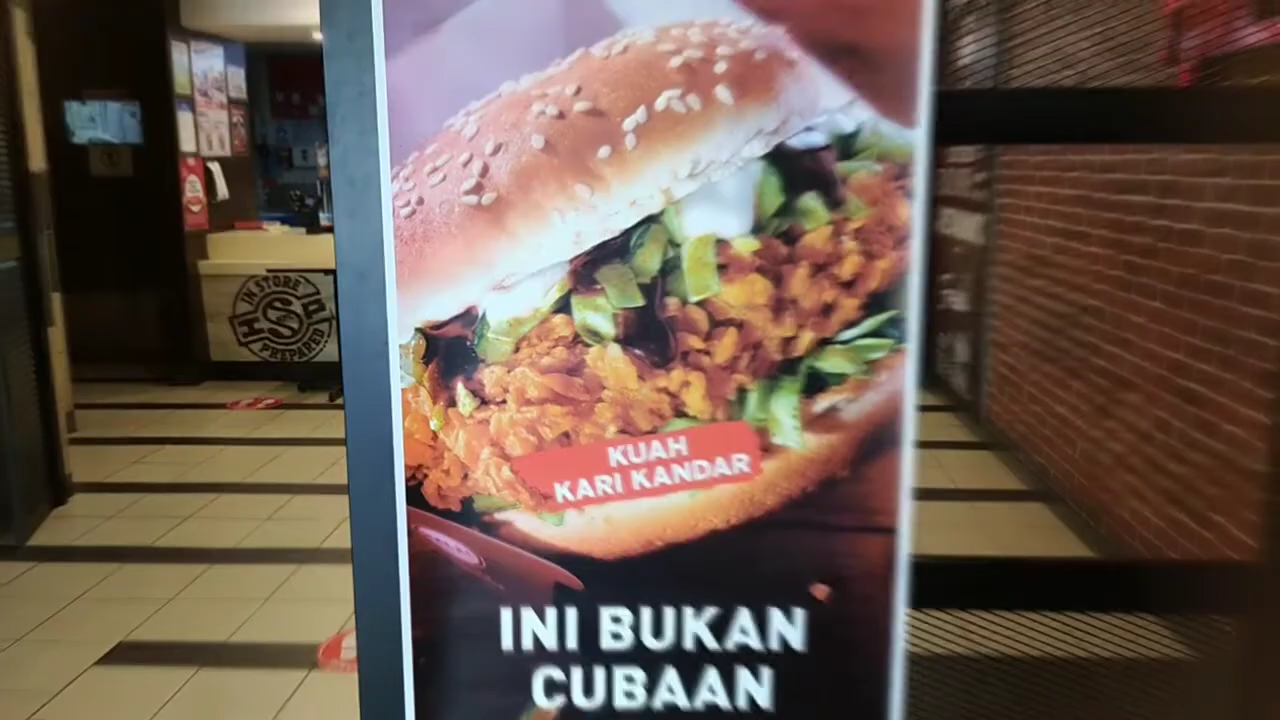 IN STORE
H S P
PREPARED
KUAH
KARI KANDAR
INI BUKAN
CUBAAN